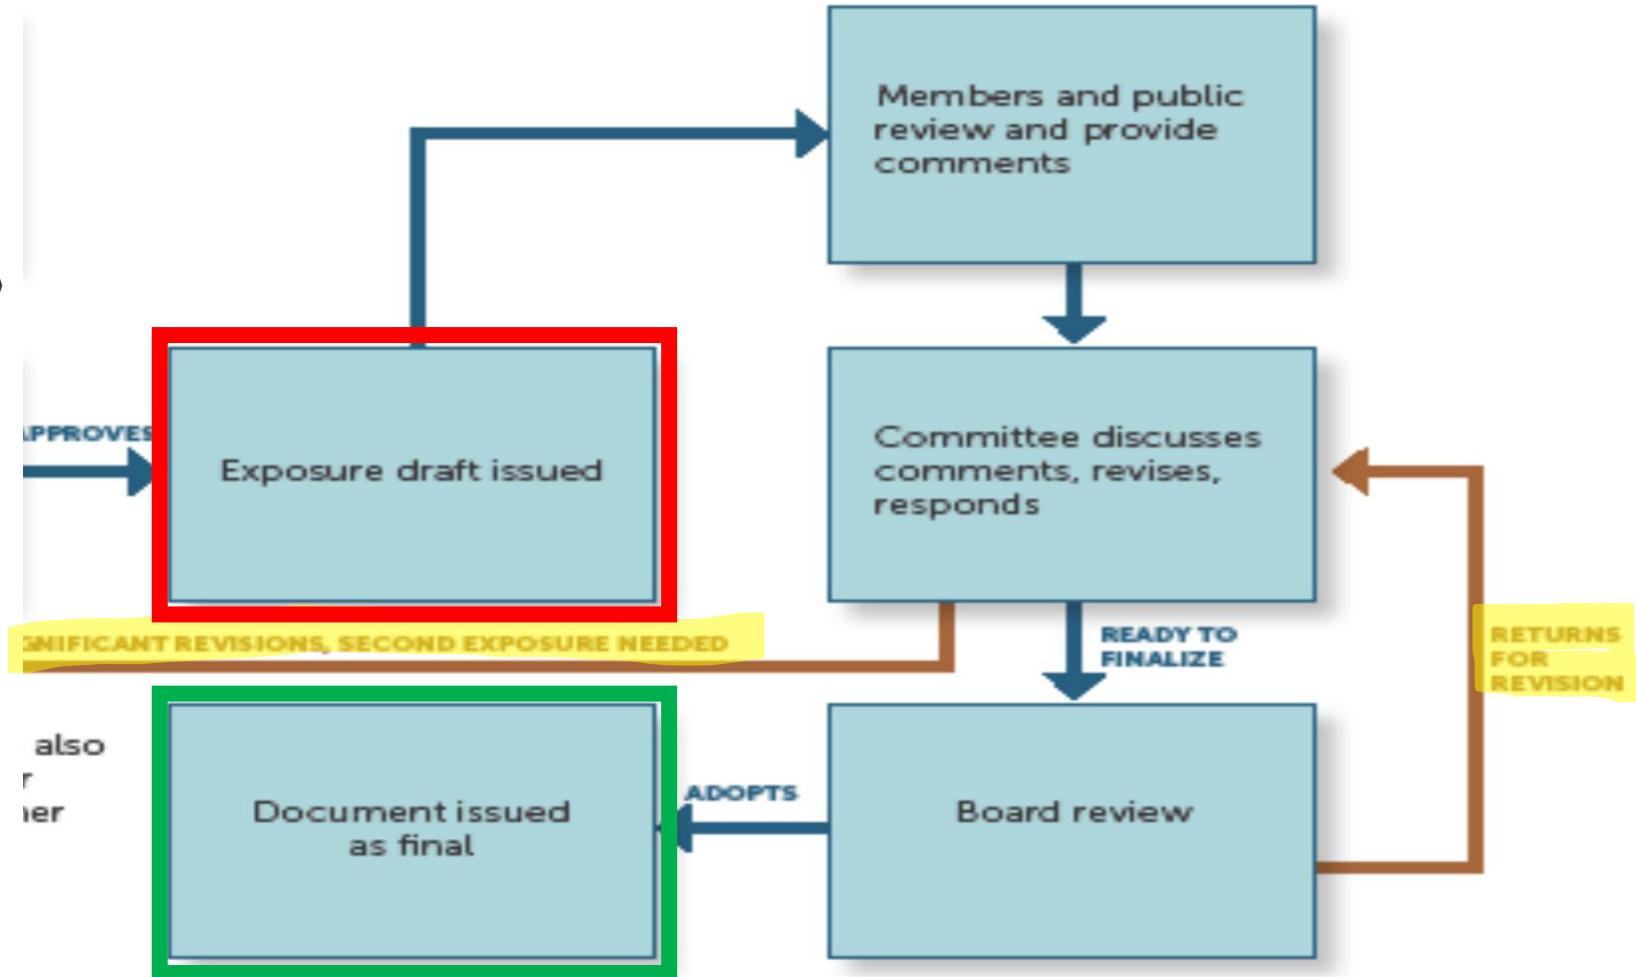 Members and public
review and provide
comments
APPROVES
Exposure draft issued
Committee discusses
comments, revises,
responds
GNIFICANT REVISIONS, SECOND EXPOSURE NEEDED
READY TO
FINALIZE
RETURNS
FOR
REVISION
also
r
ADOPTS
Document issued
as final
Board review